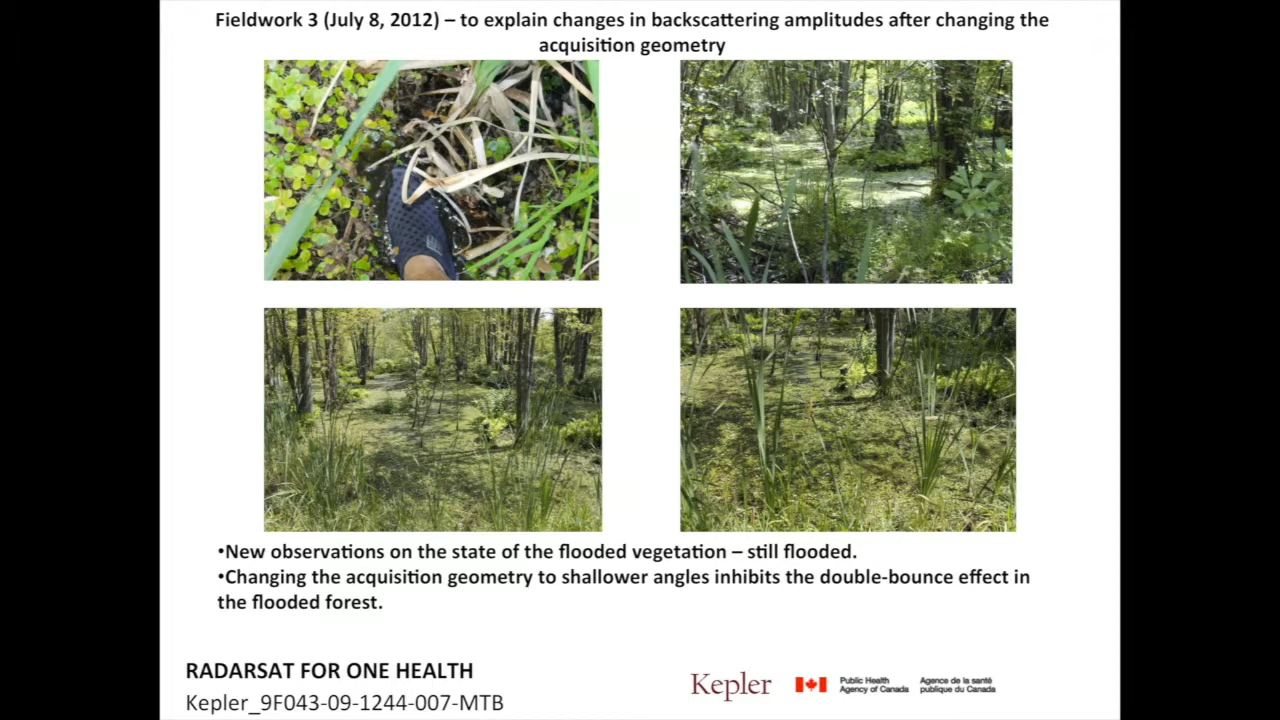 Fieldwork 3 (July 8, 2012) – to explain changes in backscattering amplitudes after changing the
acquisition geometry
•New observations on the state of the flooded vegetation – still flooded.
•Changing the acquisition geometry to shallower angles inhibits the double-bounce effect in
the flooded forest.
RADARSAT FOR ONE HEALTH
Kepler_9F043-09-1244-007-MTB
Kepler
Public Health
Agency of Canada
Agence de la santé
publique du Canada